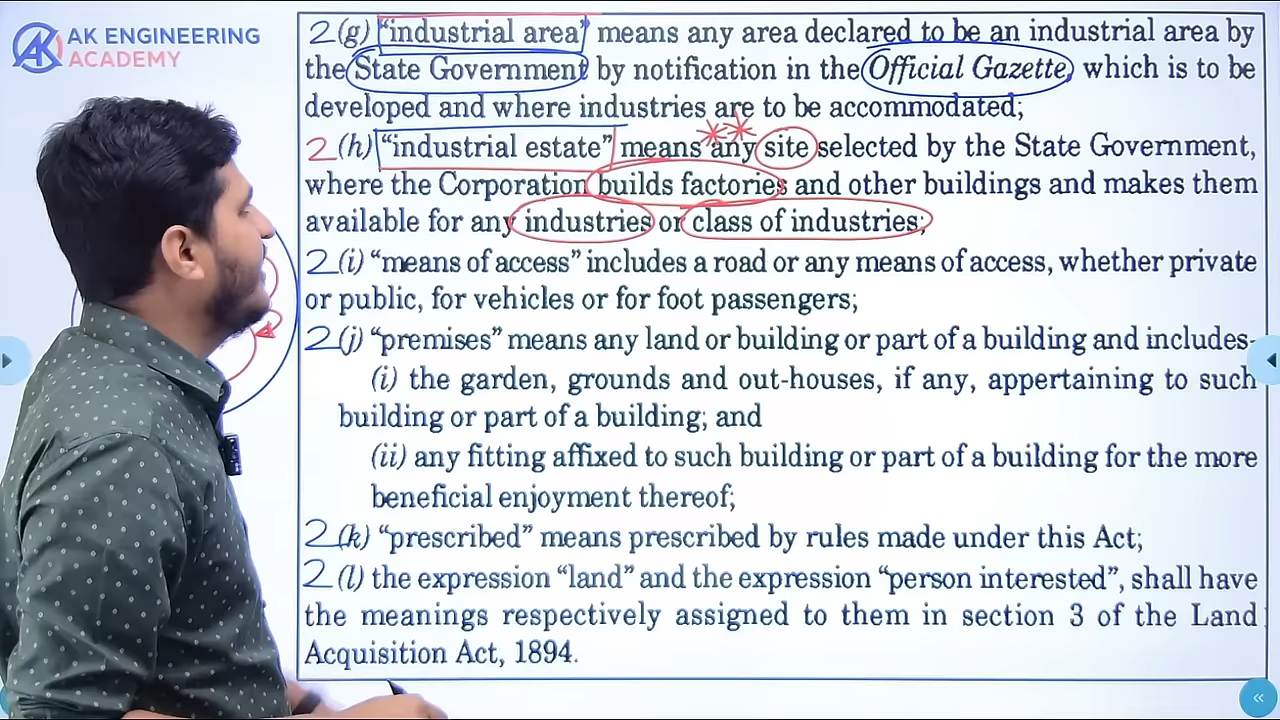 AK ENGINEERING
ACADEMY
2(g) “industrial area” means any area declared to be an industrial area by
the State Government by notification in the Official Gazette, which is to be
developed and where industries are to be accommodated;
2(h) “industrial estate” means any site selected by the State Government,
where the Corporation builds factories and other buildings and makes them
available for any industries or class of industries;
2(i) “means of access” includes a road or any means of access, whether private
or public, for vehicles or for foot passengers;
2(j) “premises” means any land or building or part of a building and includes-
(i) the garden, grounds and out-houses, if any, appertaining to such
building or part of a building; and
(ii) any fitting affixed to such building or part of a building for the more
beneficial enjoyment thereof;
2(k) “prescribed” means prescribed by rules made under this Act;
2(l) the expression “land” and the expression “person interested”, shall have
the meanings respectively assigned to them in section 3 of the Land
Acquisition Act, 1894.